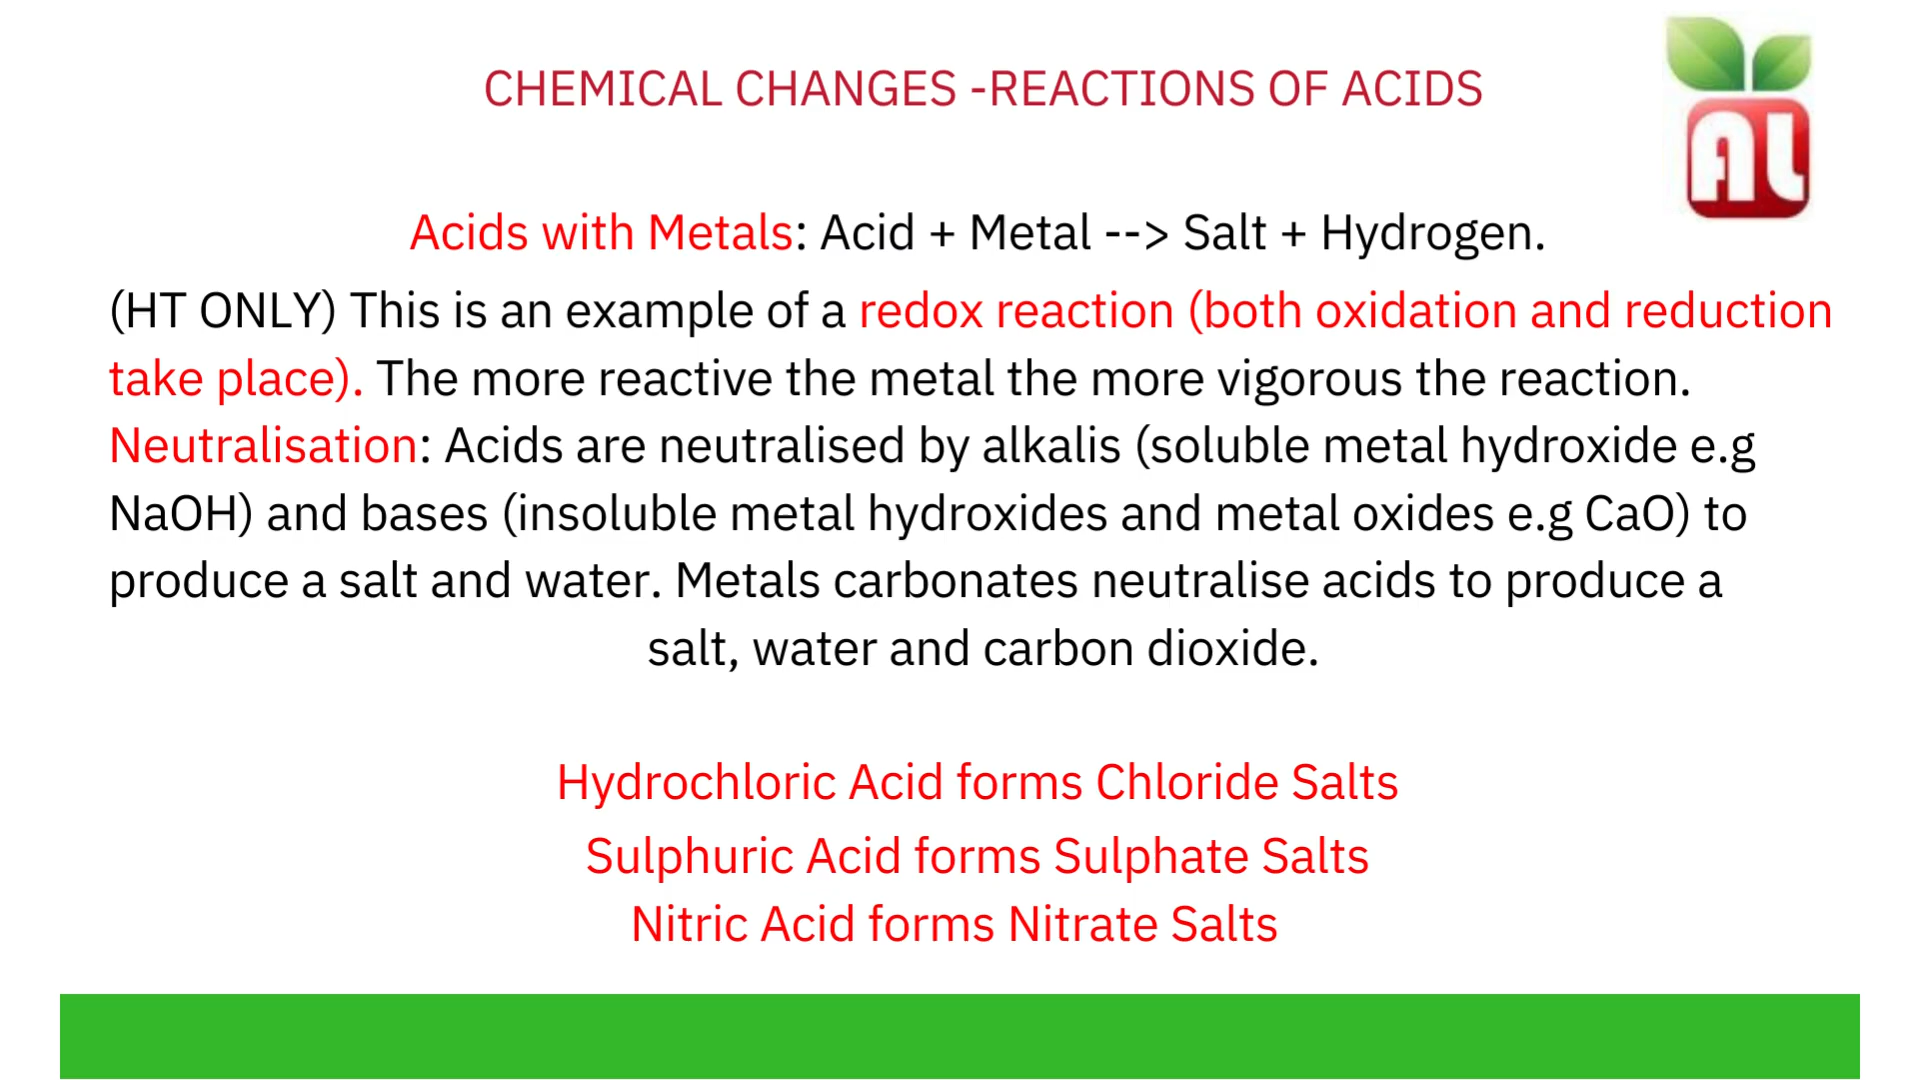 CHEMICAL CHANGES -REACTIONS OF ACIDS
AL
Acids with Metals: Acid + Metal --> Salt + Hydrogen.
(HT ONLY) This is an example of a redox reaction (both oxidation and reduction
take place). The more reactive the metal the more vigorous the reaction.
Neutralisation: Acids are neutralised by alkalis (soluble metal hydroxide e.g
NaOH) and bases (insoluble metal hydroxides and metal oxides e.g CaO) to
produce a salt and water. Metals carbonates neutralise acids to produce a
salt, water and carbon dioxide.
Hydrochloric Acid forms Chloride Salts
Sulphuric Acid forms Sulphate Salts
Nitric Acid forms Nitrate Salts